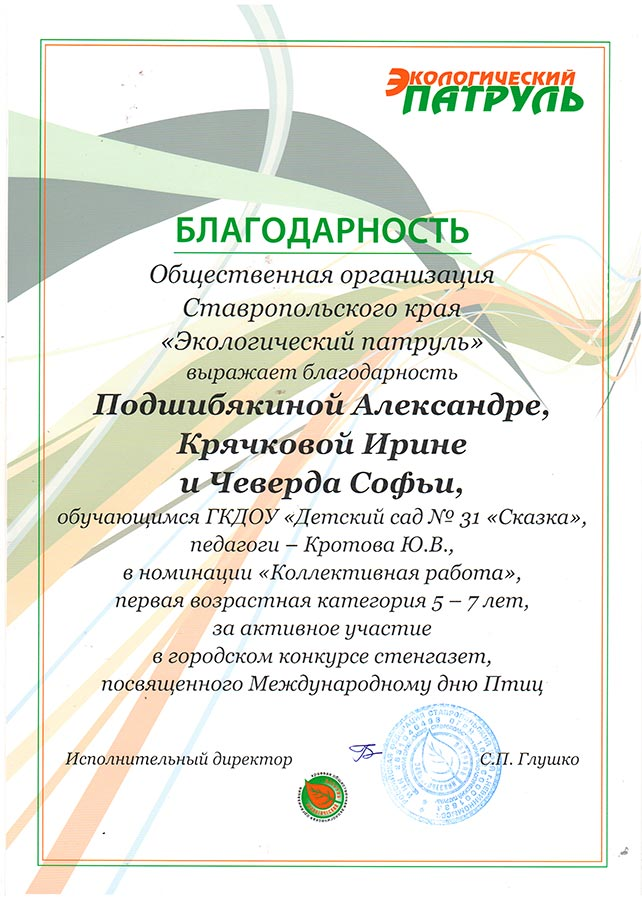 ЭКОЛОГИЧЕСКИЙ
ПАТРУЛЬ
БЛАГОДАРНОСТЬ
Общественная организация
Ставропольского края
«Экологический патруль»
выражает благодарность
Подшибякиной Александре,
Крячковой Ирине
и Чеверда Софьи,
обучающимся ГКДОУ «Детский сад № 31 «Сказка»,
педагоги – Кротова Ю.В.,
в номинации «Коллективная работа»,
первая возрастная категория 5 – 7 лет,
за активное участие
в городском конкурсе стенгазет,
посвященного Международному дню Птиц
Исполнительный директор
С.П. Глушко